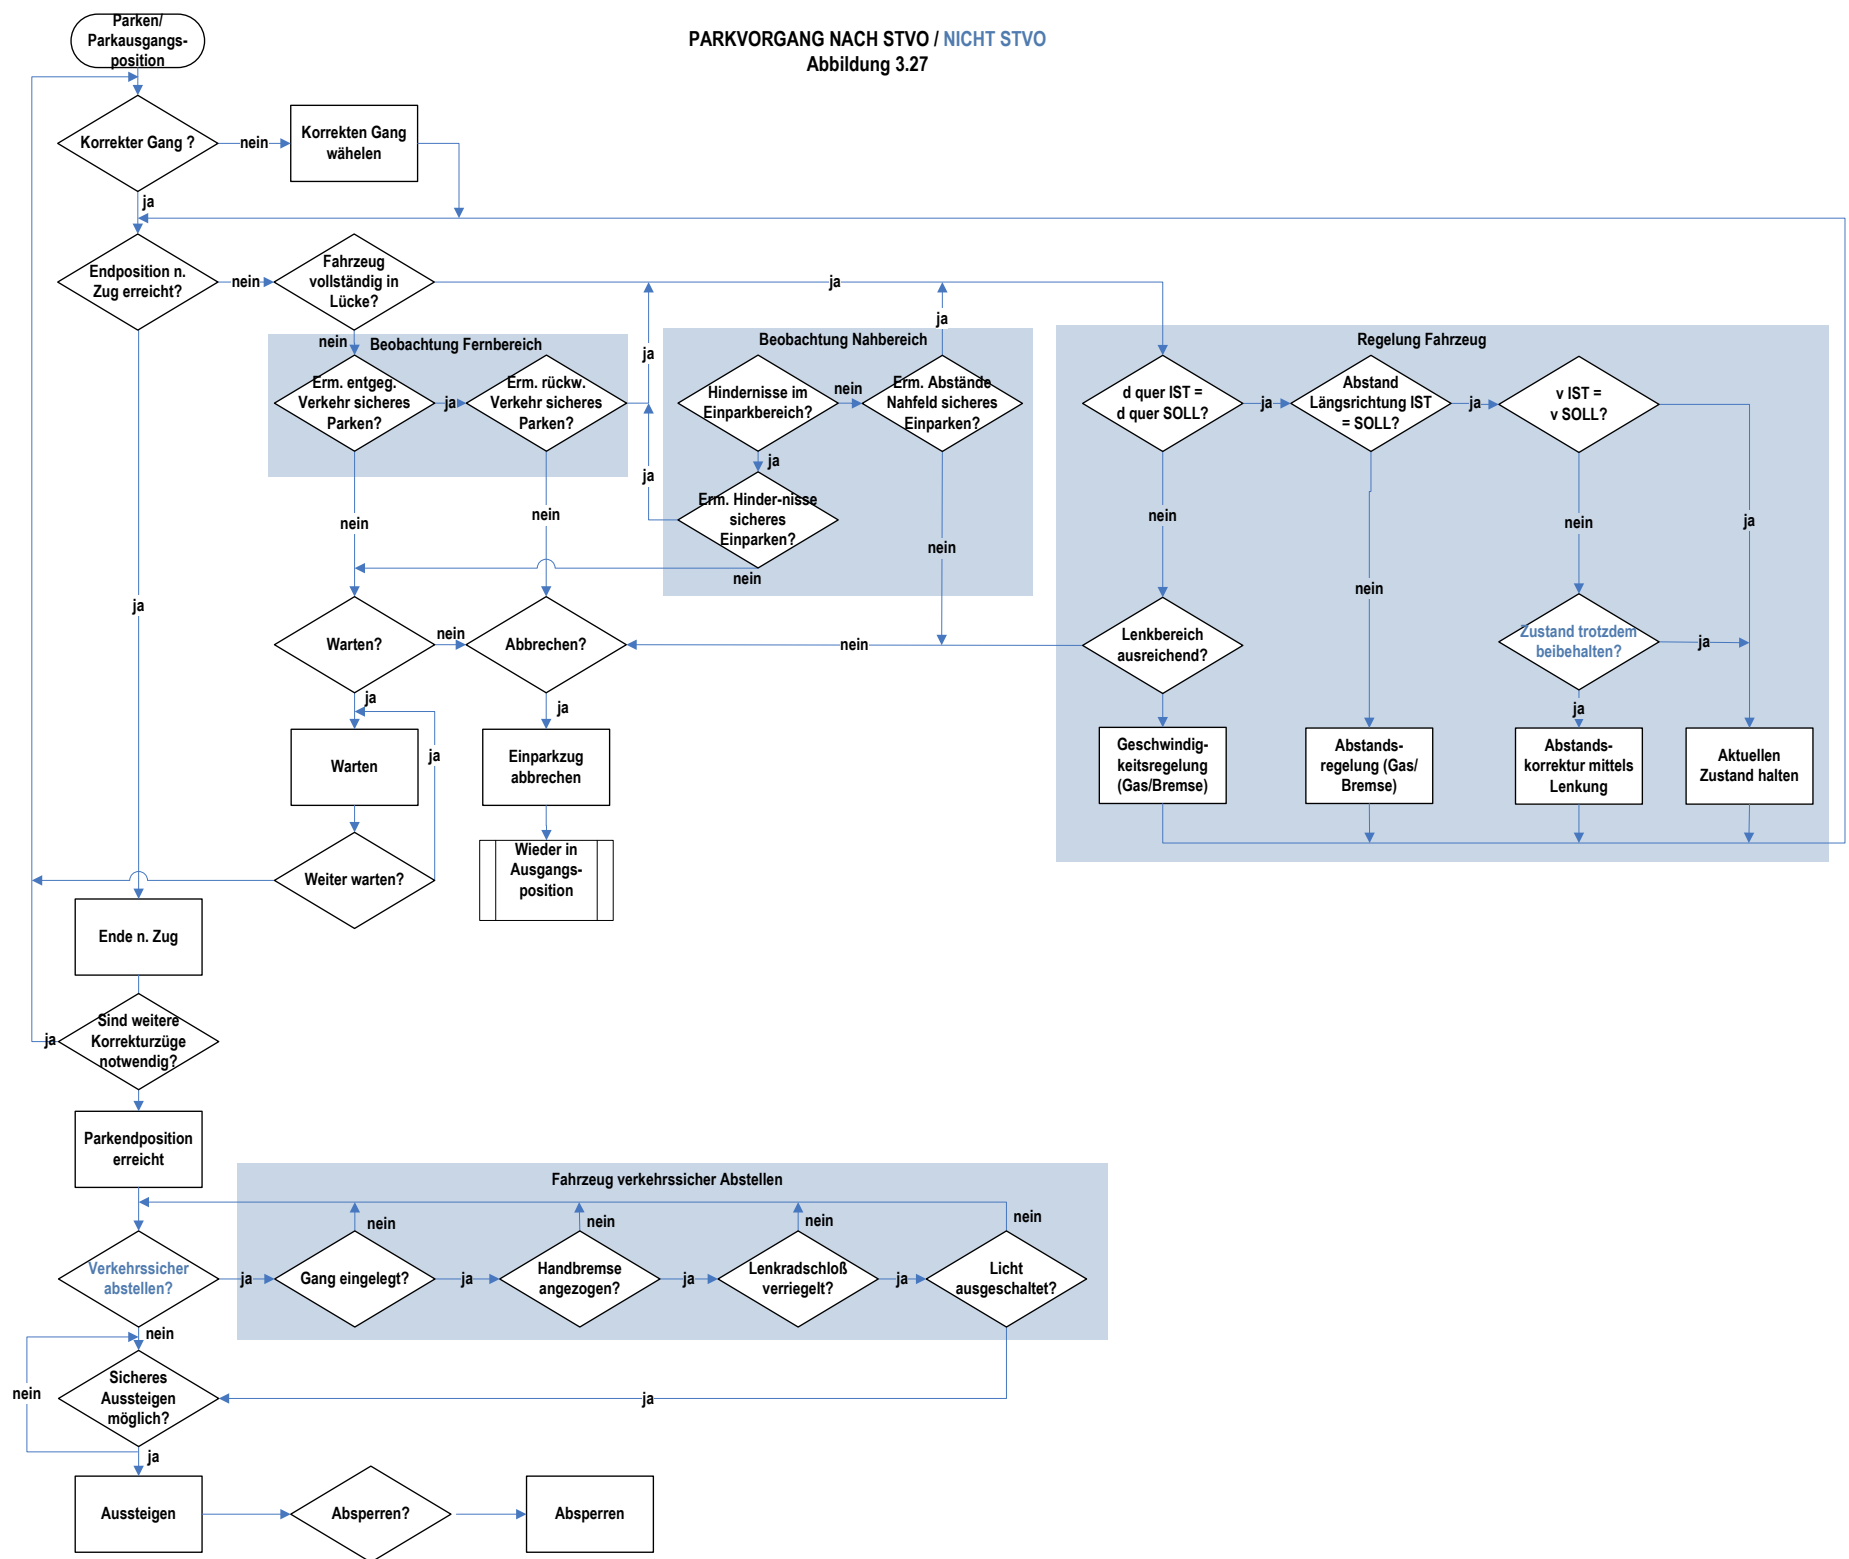 Parken/
Parkausgangs-
position
PARKVORGANG NACH STVO / NICHT STVO
Abbildung 3.27
Korrekter Gang ?
nein
Korrekten Gang
wähelen
ja
Endposition n.
Zug erreicht?
nein
Fahrzeug
vollständig in
Lücke?
ja
nein
Beobachtung Fernbereich
Erm. entgeg.
Verkehr sicheres
Parken?
ja
Erm. rückw.
Verkehr sicheres
Parken?
ja
ja
Beobachtung Nahbereich
Hindernisse im
Einparkbereich?
nein
Erm. Abstände
Nahfeld sicheres
Einparken?
ja
ja
Erm. Hinder-nisse
sicheres
Einparken?
nein
nein
nein
nein
Regelung Fahrzeug
d quer IST =
d quer SOLL?
ja
Abstand
Längsrichtung IST
= SOLL?
ja
v IST =
v SOLL?
nein
nein
nein
ja
ja
Warten?
nein
Abbrechen?
nein
Lenkbereich
ausreichend?
Zustand trotzdem
beibehalten?
ja
ja
ja
ja
ja
Warten
Einparkzug
abbrechen
Geschwindig-
keitsregelung
(Gas/Bremse)
Abstands-
regelung (Gas/
Bremse)
Abstands-
korrektur mittels
Lenkung
Aktuellen
Zustand halten
Weiter warten?
Wieder in
Ausgangs-
position
Ende n. Zug
Sind weitere
Korrekturzüge
notwendig?
ja
Parkendposition
erreicht
Fahrzeug verkehrssicher Abstellen
nein
nein
nein
nein
Verkehrssicher
abstellen?
ja
Gang eingelegt?
ja
Handbremse
angezogen?
ja
Lenkradschloß
verriegelt?
ja
Licht
ausgeschaltet?
nein
Sicheres
Aussteigen
möglich?
nein
ja
ja
Aussteigen
Absperren?
Absperren